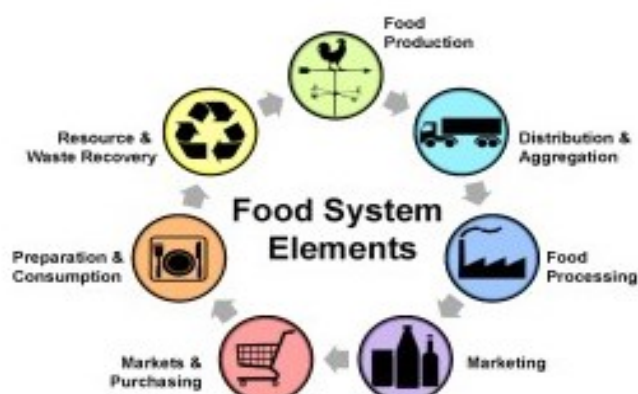 Food
Production
Distribution &
Aggregation
Food
Processing
Marketing
Markets &
Purchasing
Preparation &
Consumption
Resource &
Waste Recovery
Food System
Elements